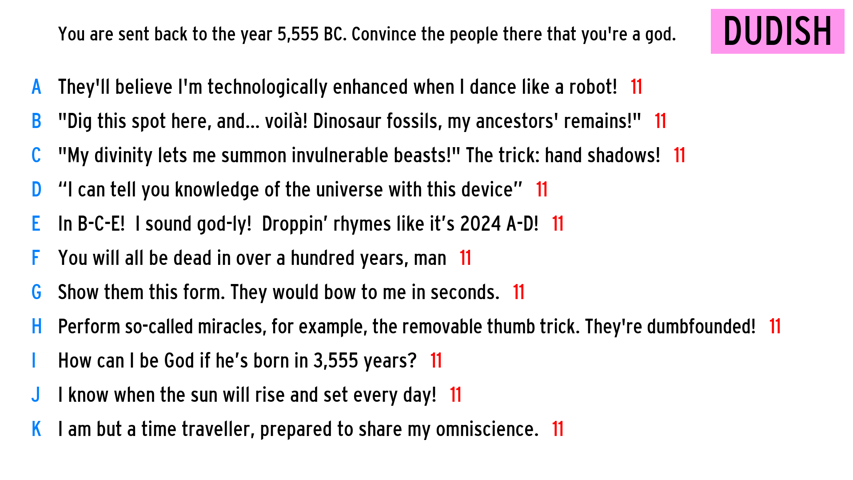 You are sent back to the year 5,555 BC. Convince the people there that you're a god.
DUDISH
A They'll believe I'm technologically enhanced when I dance like a robot! 11
B "Dig this spot here, and... voilà! Dinosaur fossils, my ancestors' remains!" 11
C "My divinity lets me summon invulnerable beasts!" The trick: hand shadows! 11
D “I can tell you knowledge of the universe with this device” 11
E In B-C-E! I sound god-ly! Droppin’ rhymes like it’s 2024 A-D! 11
F You will all be dead in over a hundred years, man 11
G Show them this form. They would bow to me in seconds. 11
H Perform so-called miracles, for example, the removable thumb trick. They're dumbfounded! 11
I How can I be God if he’s born in 3,555 years? 11
J I know when the sun will rise and set every day! 11
K I am but a time traveller, prepared to share my omniscience. 11